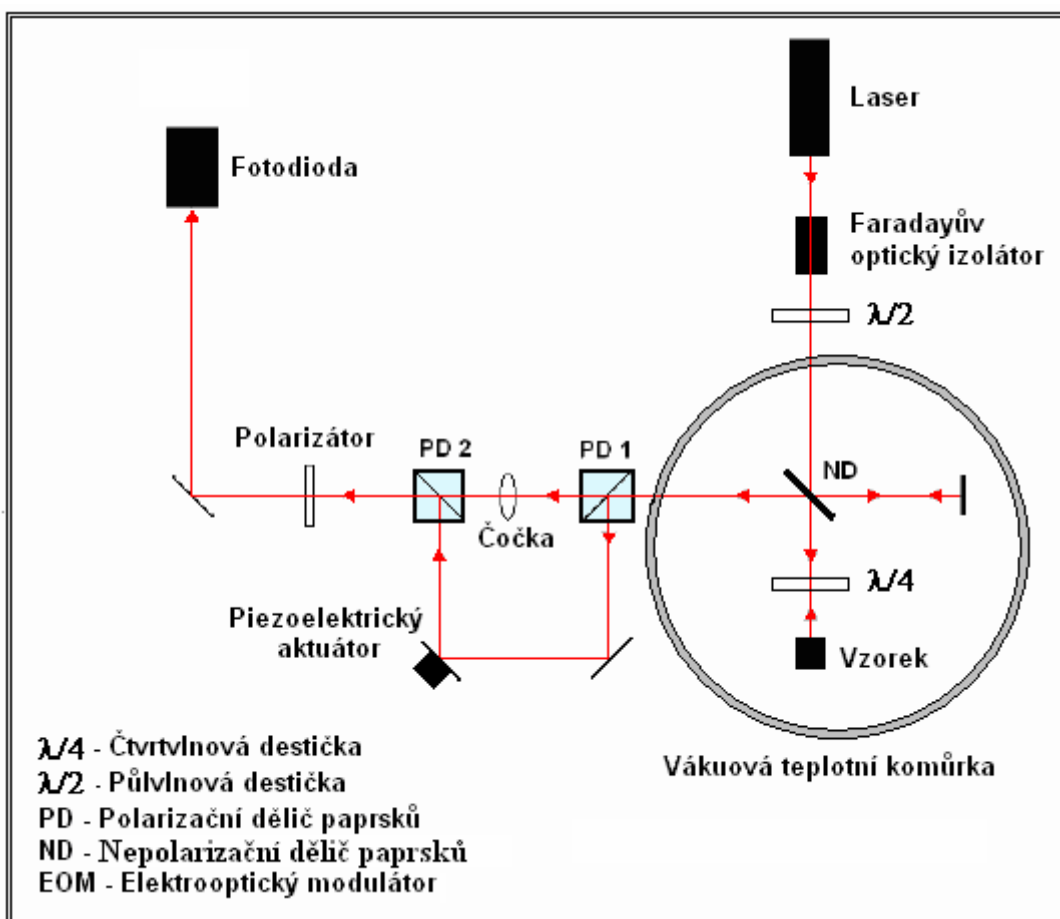 Laser
Fotodioda
Faradayův
optický izolátor
λ/2
Polarizátor
PD 2
PD 1
ND
Čočka
λ/4
Piezoelektrický
aktuátor
Vzorek
Vákuová teplotní komůrka
λ/4 - Čtvrtvlnová destička
λ/2 - Půlvlnová destička
PD - Polarizační dělič paprsků
ND - Nepolarizační dělič paprsků
EOM - Elektrooptický modulátor